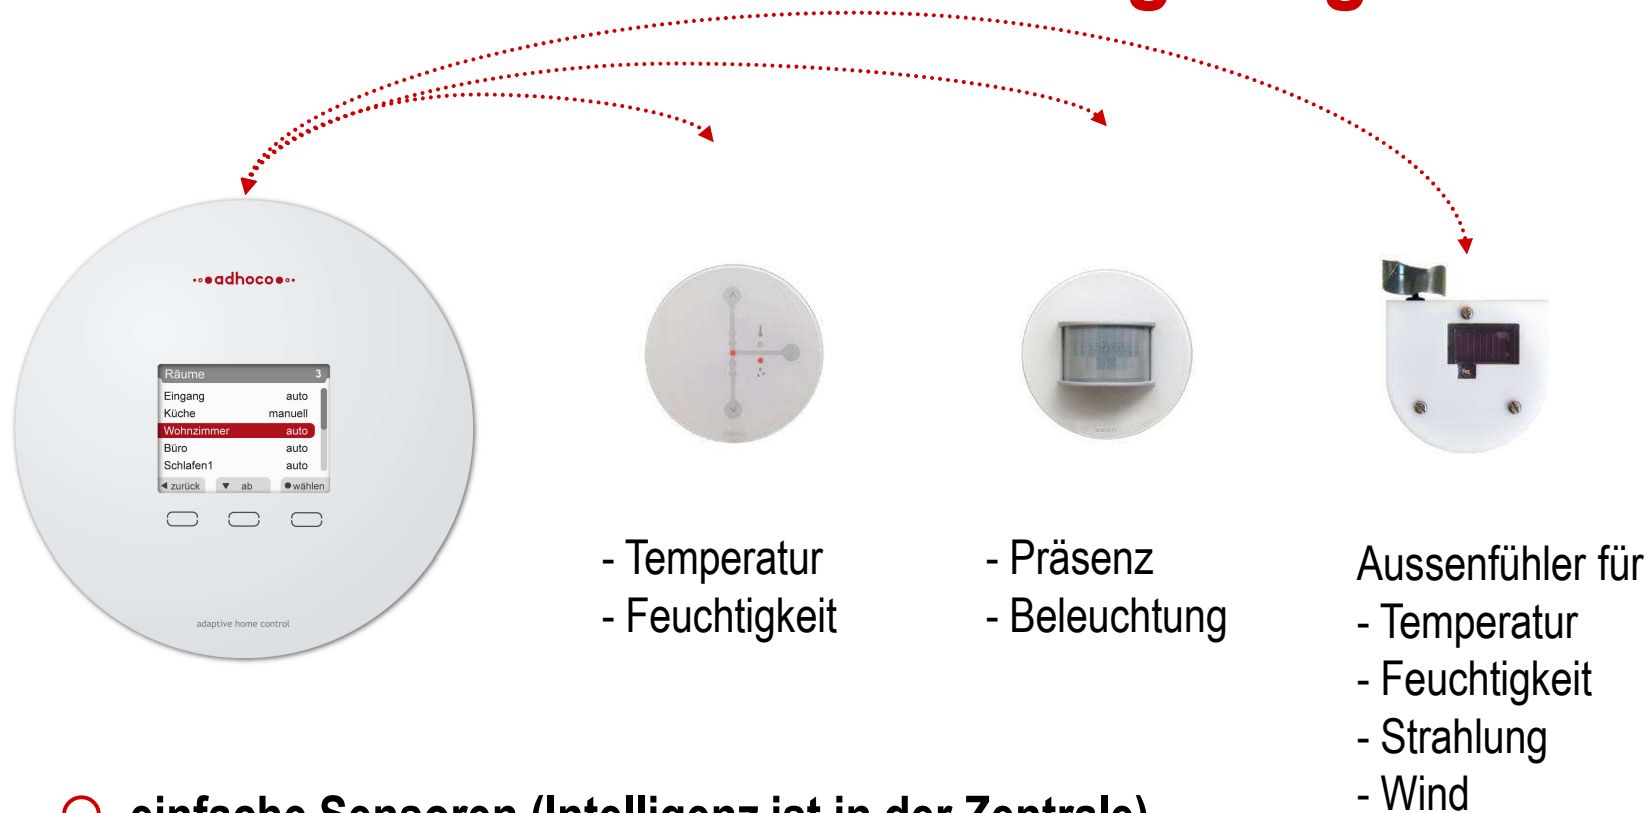 adhoco
Räume 3
Eingang auto
Küche manuell
Wohnzimmer auto
Büro auto
Schlafen1 auto
zurück ab wählen
adaptive home control
- Temperatur
- Feuchtigkeit
- Präsenz
- Beleuchtung
Aussenfühler für
- Temperatur
- Feuchtigkeit
- Strahlung
- Wind
einfache Sensoren (Intelligenz ist in der Zentrale)